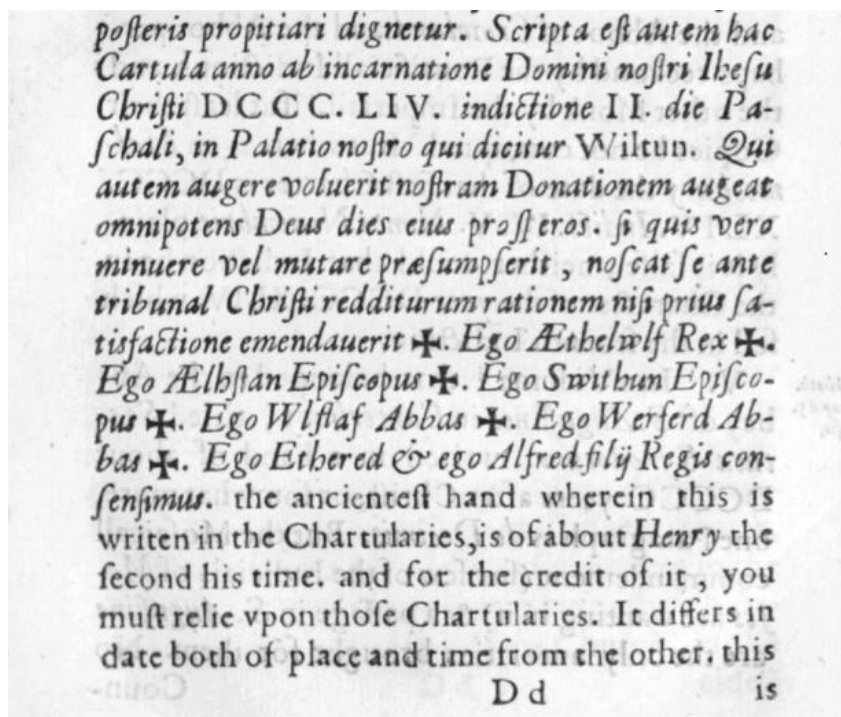 poſteris propitiari dignetur. Scripta eſt autem hac
Cartula anno ab incarnatione Domini noſtri Iheſu
Chriſti DCCC. LIV. indictione II. die Pa-
ſchali, in Palatio noſtro qui dicitur Wiltun. Qui
autem augere voluerit noſtram Donationem augeat
omnipotens Deus dies eius proſperos. ſi quis vero
minuere vel mutare præſumpſerit, noſcat ſe ante
tribunal Chriſti redditurum rationem niſi prius ſa-
tisfactione emendauerit ✠. Ego Æthelwlf Rex ✠.
Ego Ælhſtan Epiſcopus ✠. Ego Swithun Epiſco-
pus ✠. Ego Wlflaf Abbas ✠. Ego Werferd Ab-
bas ✠. Ego Ethered & ego Alfred filij Regis con-
ſenſimus. the ancienteſt hand wherein this is
writen in the Chartularies, is of about Henry the
ſecond his time. and for the credit of it, you
muſt relie vpon thoſe Chartularies. It differs in
date both of place and time from the other. this
D d is